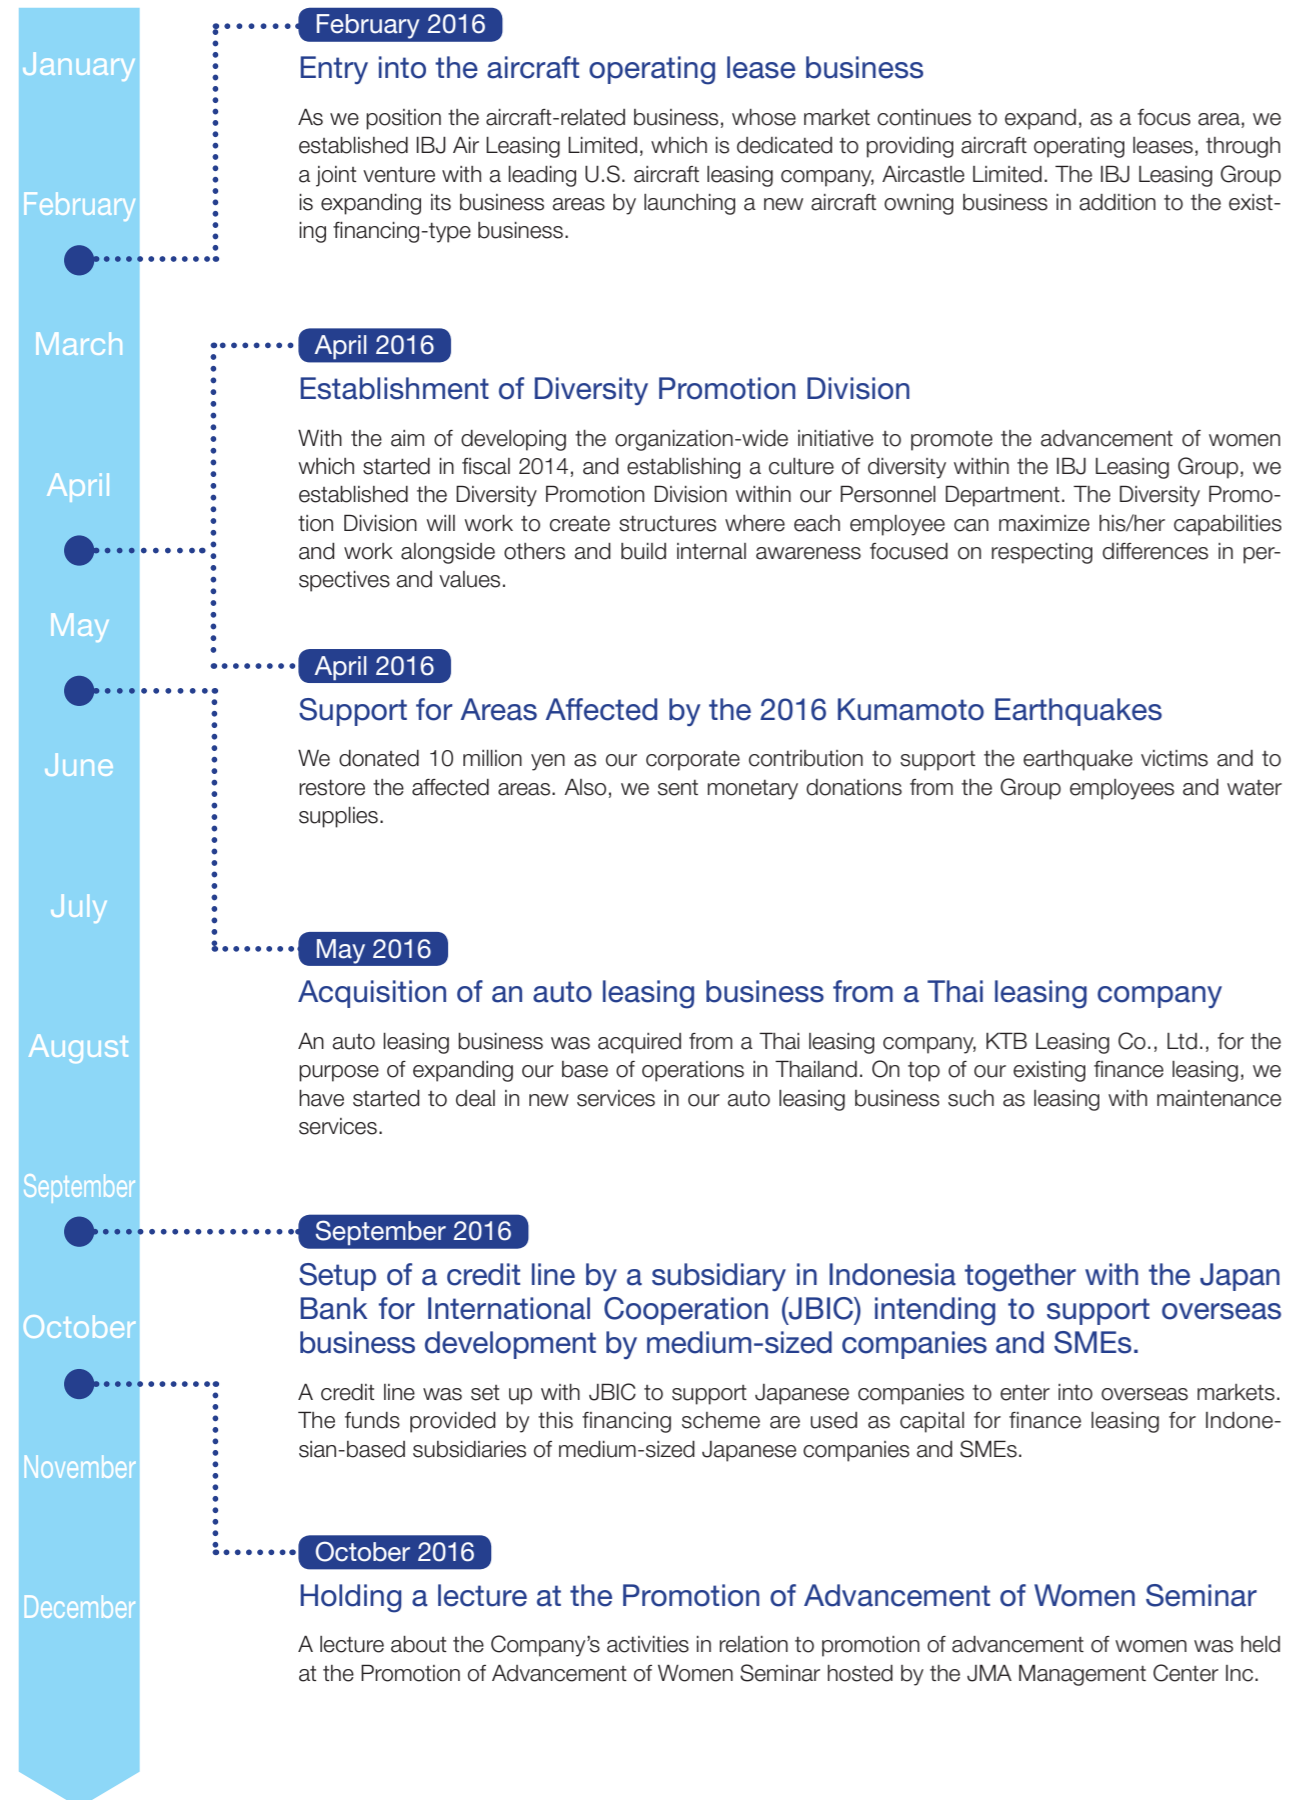 January
February
March
April
May
June
July
August
September
October
November
December
February 2016
Entry into the aircraft operating lease business
As we position the aircraft-related business, whose market continues to expand, as a focus area, we
established IBJ Air Leasing Limited, which is dedicated to providing aircraft operating leases, through
a joint venture with a leading U.S. aircraft leasing company, Aircastle Limited. The IBJ Leasing Group
is expanding its business areas by launching a new aircraft owning business in addition to the exist-
ing financing-type business.
April 2016
Establishment of Diversity Promotion Division
With the aim of developing the organization-wide initiative to promote the advancement of women
which started in fiscal 2014, and establishing a culture of diversity within the IBJ Leasing Group, we
established the Diversity Promotion Division within our Personnel Department. The Diversity Promo-
tion Division will work to create structures where each employee can maximize his/her capabilities
and work alongside others and build internal awareness focused on respecting differences in per-
spectives and values.
April 2016
Support for Areas Affected by the 2016 Kumamoto Earthquakes
We donated 10 million yen as our corporate contribution to support the earthquake victims and to
restore the affected areas. Also, we sent monetary donations from the Group employees and water
supplies.
May 2016
Acquisition of an auto leasing business from a Thai leasing company
An auto leasing business was acquired from a Thai leasing company, KTB Leasing Co., Ltd., for the
purpose of expanding our base of operations in Thailand. On top of our existing finance leasing, we
have started to deal in new services in our auto leasing business such as leasing with maintenance
services.
September 2016
Setup of a credit line by a subsidiary in Indonesia together with the Japan
Bank for International Cooperation (JBIC) intending to support overseas
business development by medium-sized companies and SMEs.
A credit line was set up with JBIC to support Japanese companies to enter into overseas markets.
The funds provided by this financing scheme are used as capital for finance leasing for Indone-
sian-based subsidiaries of medium-sized Japanese companies and SMEs.
October 2016
Holding a lecture at the Promotion of Advancement of Women Seminar
A lecture about the Company's activities in relation to promotion of advancement of women was held
at the Promotion of Advancement of Women Seminar hosted by the JMA Management Center Inc.